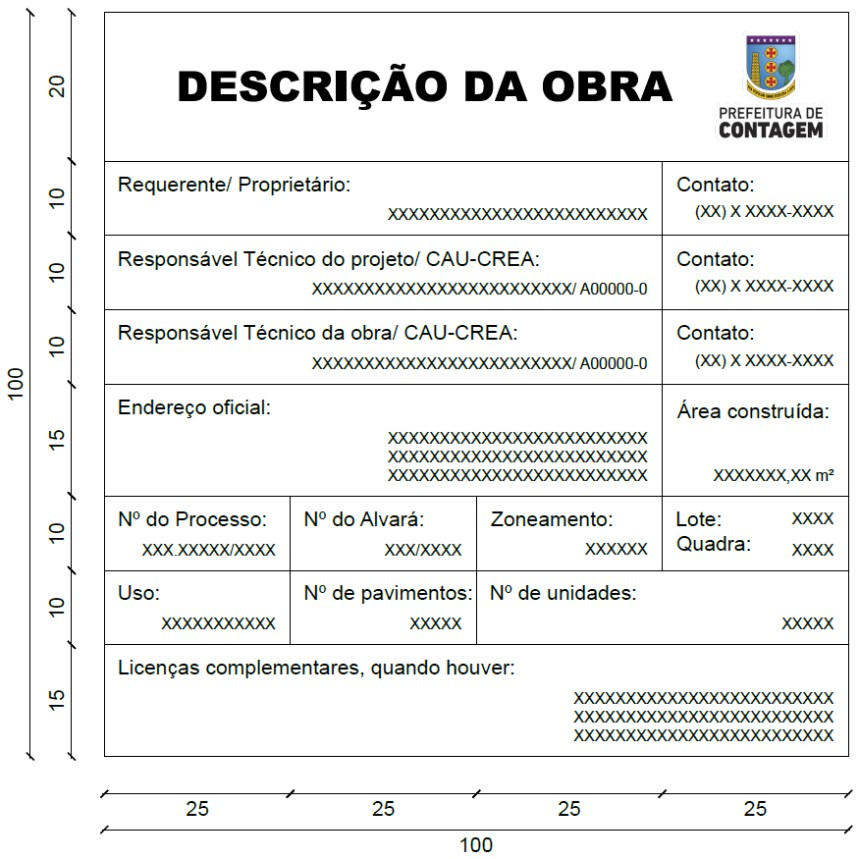 DESCRIÇÃO DA OBRA
PREFEITURA DE
CONTAGEM
Requerente/ Proprietário:
XXXXXXXXXXXXXXXXXXXXXXXXX
Contato:
(XX) X XXXX-XXXX
Responsável Técnico do projeto/ CAU-CREA:
XXXXXXXXXXXXXXXXXXXXXXXXX/ A00000-0
Contato:
(XX) X XXXX-XXXX
Responsável Técnico da obra/ CAU-CREA:
XXXXXXXXXXXXXXXXXXXXXXXXX/ A00000-0
Contato:
(XX) X XXXX-XXXX
Endereço oficial:
XXXXXXXXXXXXXXXXXXXXXXXXX
XXXXXXXXXXXXXXXXXXXXXXXXX
XXXXXXXXXXXXXXXXXXXXXXXXX
Área construída:
XXXXXXX,XX m²
Nº do Processo:
XXX.XXXXX/XXXX
Nº do Alvará:
XXX/XXXX
Zoneamento:
XXXXXX
Lote: XXXX
Quadra: XXXX
Uso:
XXXXXXXXXXX
Nº de pavimentos:
XXXXX
Nº de unidades:
XXXXX
Licenças complementares, quando houver:
XXXXXXXXXXXXXXXXXXXXXXXXX
XXXXXXXXXXXXXXXXXXXXXXXXX
XXXXXXXXXXXXXXXXXXXXXXXXX
100
20
10
10
10
15
10
10
15
25 25 25 25
100